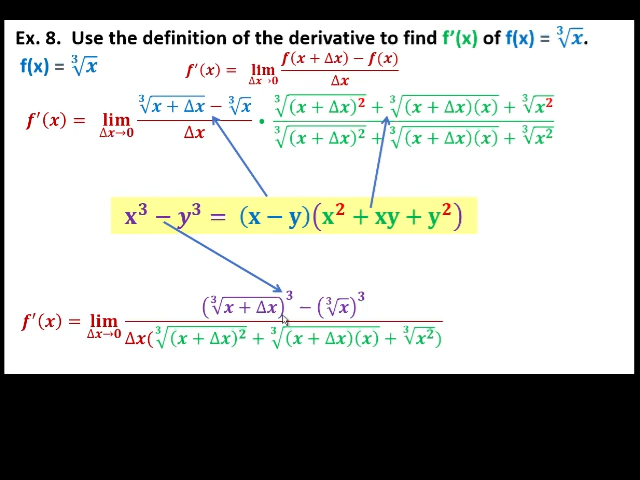 Ex. 8.  Use the definition of the derivative to find f'(x) of f(x) = ∛x.
f(x) = ∛x
f'(x) = lim Δx→0 (f(x + Δx) − f(x))/Δx
f'(x) = lim Δx→0 (∛(x + Δx) − ∛x)/Δx • (∛((x + Δx)²) + ∛((x + Δx)(x)) + ∛(x²))/(∛((x + Δx)²) + ∛((x + Δx)(x)) + ∛(x²))
x³ − y³ = (x − y)(x² + xy + y²)
f'(x) = lim Δx→0 ((∛(x + Δx))³ − (∛x)³)/(Δx(∛((x + Δx)²) + ∛((x + Δx)(x)) + ∛(x²)))